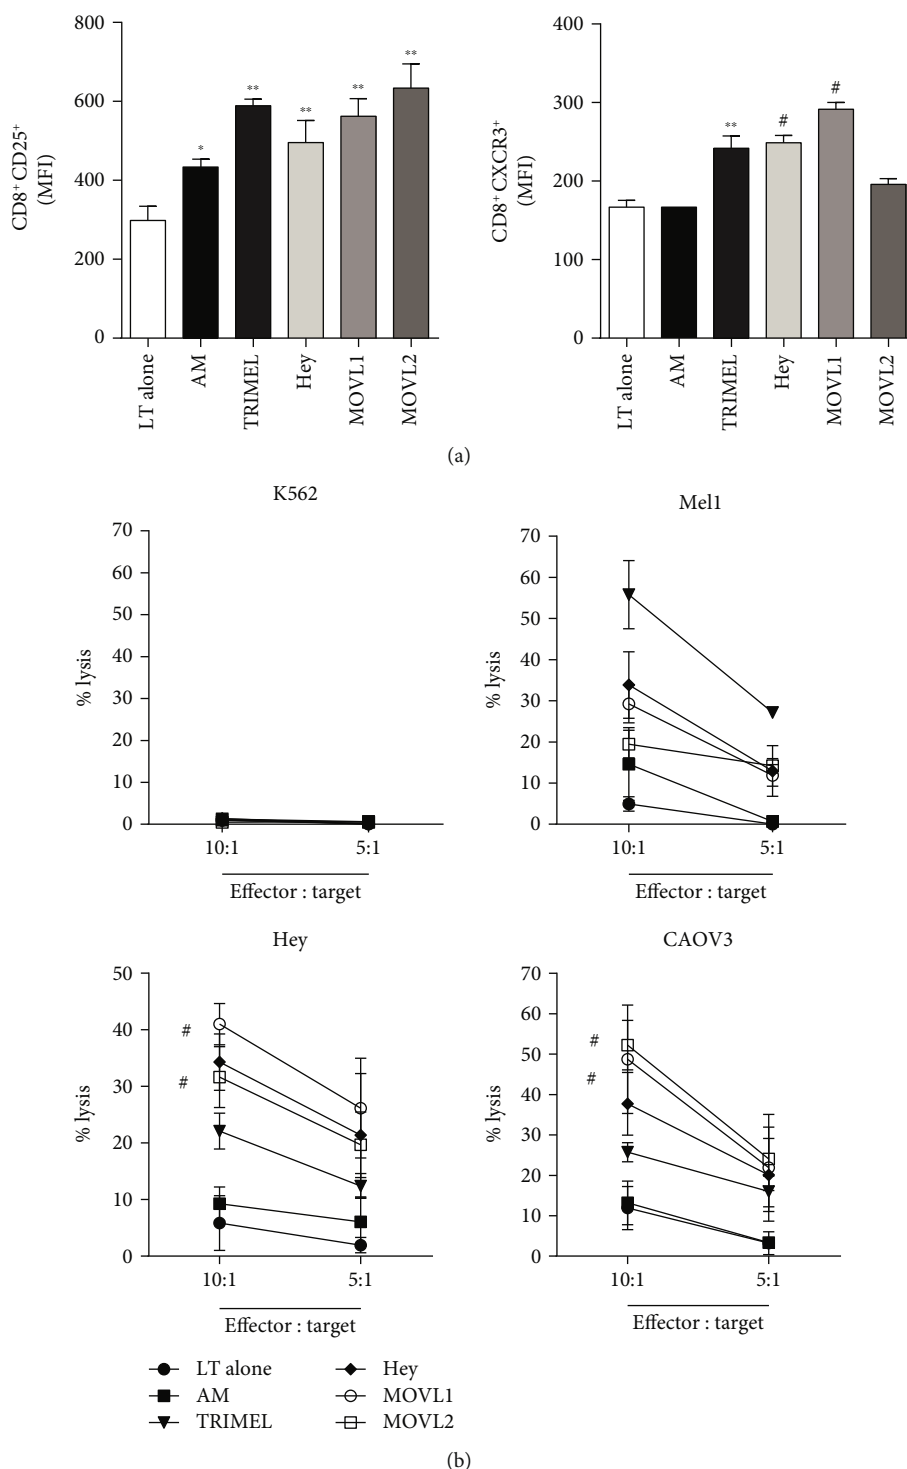 800
600
400
200
0
CD8+ CD25+
(MFI)
*
**
**
**
**
LT alone
AM
TRIMEL
Hey
MOVL1
MOVL2
400
300
200
100
0
CD8+ CXCR3+
(MFI)
**
#
#
LT alone
AM
TRIMEL
Hey
MOVL1
MOVL2
(a)
K562
70
60
50
40
30
20
10
0
% lysis
10:1 5:1
Effector : target
Mel1
70
60
50
40
30
20
10
0
% lysis
10:1 5:1
Effector : target
Hey
50
40
30
20
10
0
% lysis
#
#
10:1 5:1
Effector : target
CAOV3
70
60
50
40
30
20
10
0
% lysis
#
#
10:1 5:1
Effector : target
LT alone
AM
TRIMEL
Hey
MOVL1
MOVL2
(b)